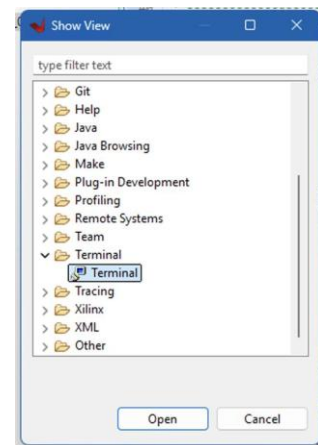 Show View
type filter text
Git
Help
Java
Java Browsing
Make
Plug-in Development
Profiling
Remote Systems
Team
Terminal
Terminal
Tracing
Xilinx
XML
Other
Open
Cancel